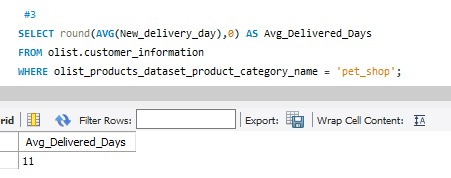 #3
SELECT round(AVG(New_delivery_day),0) AS Avg_Delivered_Days
FROM olist.customer_information
WHERE olist_products_dataset_product_category_name = 'pet_shop';
rid Filter Rows: Export: Wrap Cell Content:
Avg_Delivered_Days
11